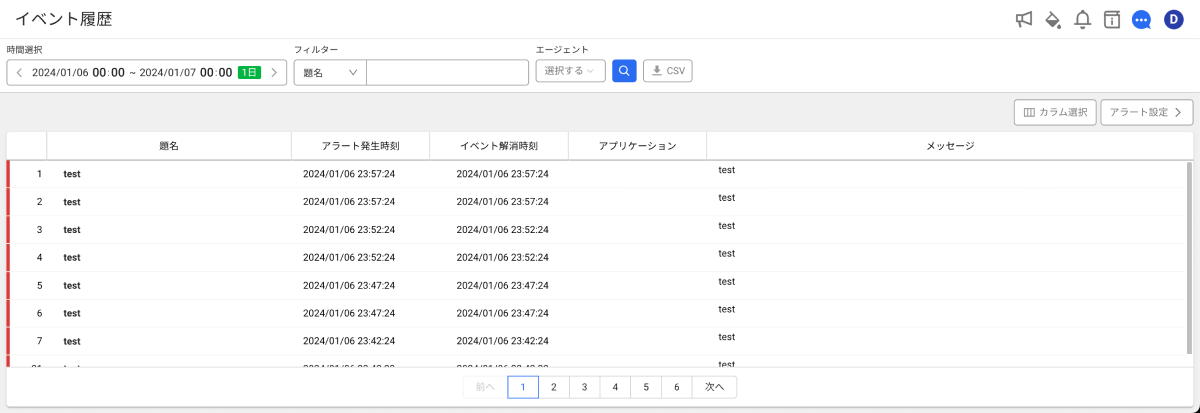 イベント履歴
D
時間選択 フィルター エージェント
2024/01/06 00:00 ~ 2024/01/07 00:00 1日 題名 選択する CSV
カラム選択 アラート設定
題名 アラート発生時刻 イベント解消時刻 アプリケーション メッセージ
1 test 2024/01/06 23:57:24 2024/01/06 23:57:24 test
2 test 2024/01/06 23:57:24 2024/01/06 23:57:24 test
3 test 2024/01/06 23:52:24 2024/01/06 23:52:24 test
4 test 2024/01/06 23:52:24 2024/01/06 23:52:24 test
5 test 2024/01/06 23:47:24 2024/01/06 23:47:24 test
6 test 2024/01/06 23:47:24 2024/01/06 23:47:24 test
7 test 2024/01/06 23:42:24 2024/01/06 23:42:24 test
test
前へ 1 2 3 4 5 6 次へ